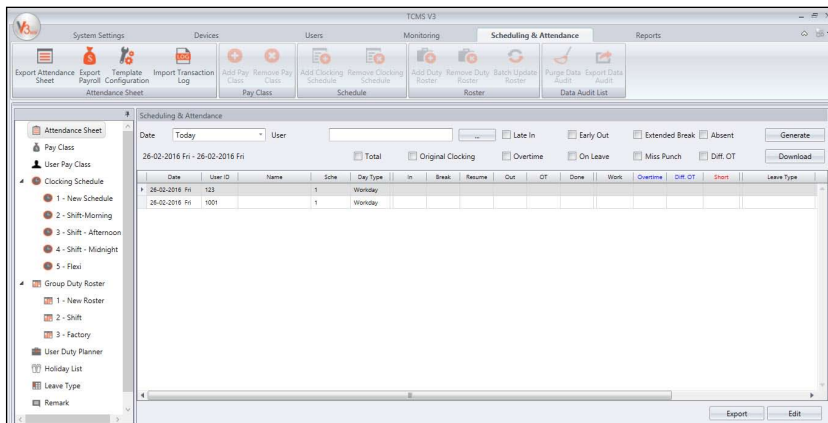 TCMS V3
V3
System Settings Devices Users Monitoring Scheduling & Attendance Reports
Export Attendance Sheet Export Payroll Template Configuration Import Transaction Log Add Pay Class Remove Pay Class Add Clocking Schedule Remove Clocking Schedule Add Duty Roster Remove Duty Roster Batch Update Roster Purge Data Audit Export Data Audit
Attendance Sheet Pay Class Schedule Roster Data Audit List
Scheduling & Attendance
Attendance Sheet
Pay Class
User Pay Class
Clocking Schedule
1 - New Schedule
2 - Shift-Morning
3 - Shift - Afternoon
4 - Shift - Midnight
5 - Flexi
Group Duty Roster
1 - New Roster
2 - Shift
3 - Factory
User Duty Planner
Holiday List
Leave Type
Remark
Date Today User ... Late In Early Out Extended Break Absent Generate
26-02-2016 Fri - 26-02-2016 Fri Total Original Clocking Overtime On Leave Miss Punch Diff. OT Download
Date User ID Name Sche Day Type In Break Resume Out OT Done Work Overtime Diff. OT Short Leave Type
26-02-2016 Fri 123 1 Workday
26-02-2016 Fri 1001 1 Workday
Export Edit